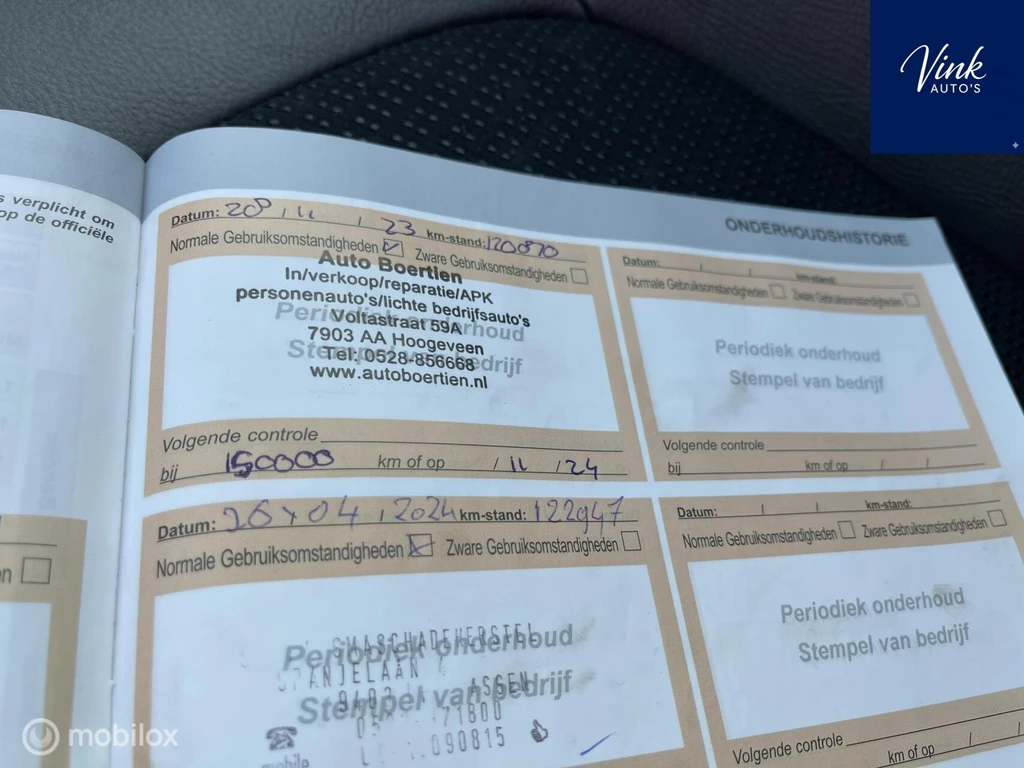 Vink
AUTO'S
s verplicht om
op de officiële
ONDERHOUDSHISTORIE
Datum: 28 / 11 / 23 km-stand: 120870
Normale Gebruiksomstandigheden Zware Gebruiksomstandigheden
Auto Boertien
In/verkoop/reparatie/APK
personenauto's/lichte bedrijfsauto's
Periodiek onderhoud
Voltastraat 59A
7903 AA Hoogeveen
Stempel van bedrijf
Tel: 0528-856668
www.autoboertien.nl
Volgende controle
bij 150000 km of op / 11 / 24
Datum: / / km-stand:
Normale Gebruiksomstandigheden Zware Gebruiksomstandigheden
Periodiek onderhoud
Stempel van bedrijf
Volgende controle
bij km of op / /
Datum: 26 / 04 / 2024 km-stand: 122947
Normale Gebruiksomstandigheden Zware Gebruiksomstandigheden
Periodiek onderhoud
ASSEN
Stempel van bedrijf
71800
090815
mobile
Datum: / / km-stand:
Normale Gebruiksomstandigheden Zware Gebruiksomstandigheden
Periodiek onderhoud
Stempel van bedrijf
Volgende controle
km of op / /
en
mobilox